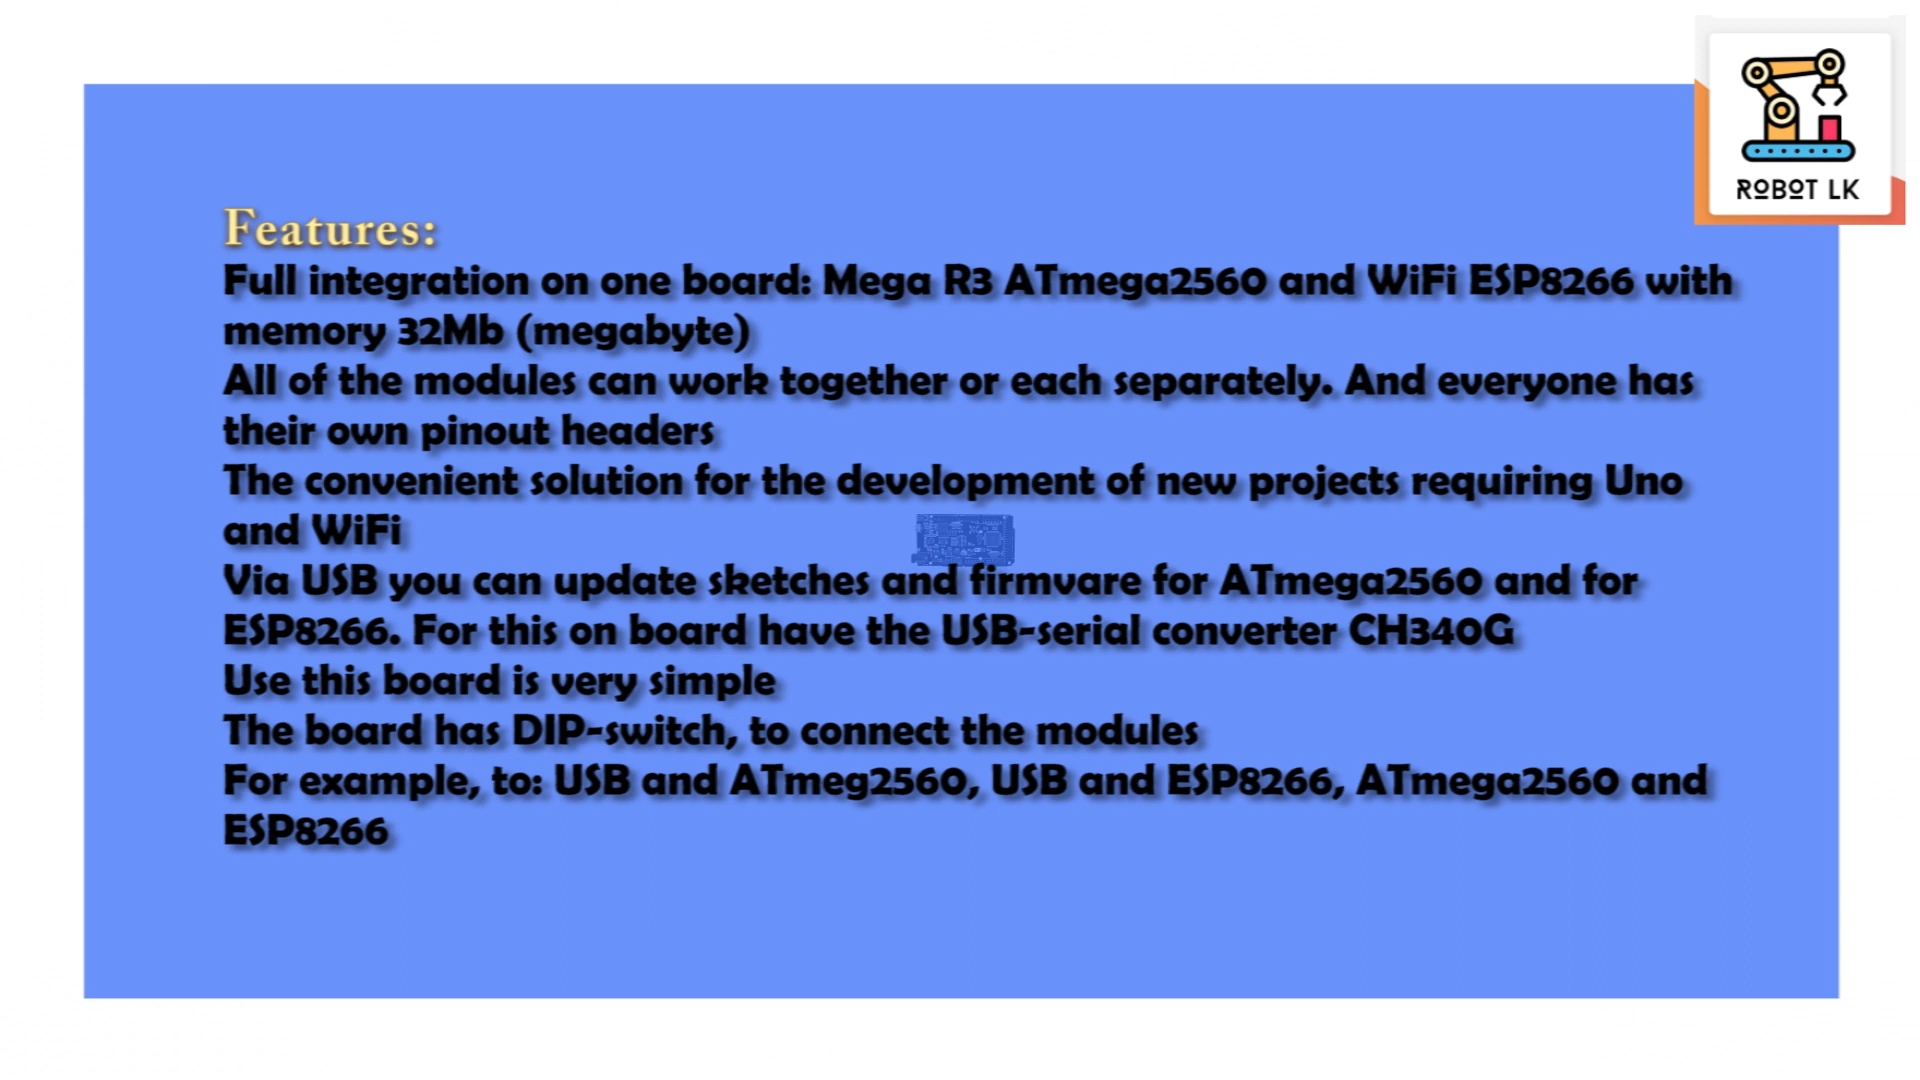 ROBOT LK
Features:
Full integration on one board: Mega R3 ATmega2560 and WiFi ESP8266 with
memory 32Mb (megabyte)
All of the modules can work together or each separately. And everyone has
their own pinout headers
The convenient solution for the development of new projects requiring Uno
and WiFi
Via USB you can update sketches and firmvare for ATmega2560 and for
ESP8266. For this on board have the USB-serial converter CH340G
Use this board is very simple
The board has DIP-switch, to connect the modules
For example, to: USB and ATmeg2560, USB and ESP8266, ATmega2560 and
ESP8266